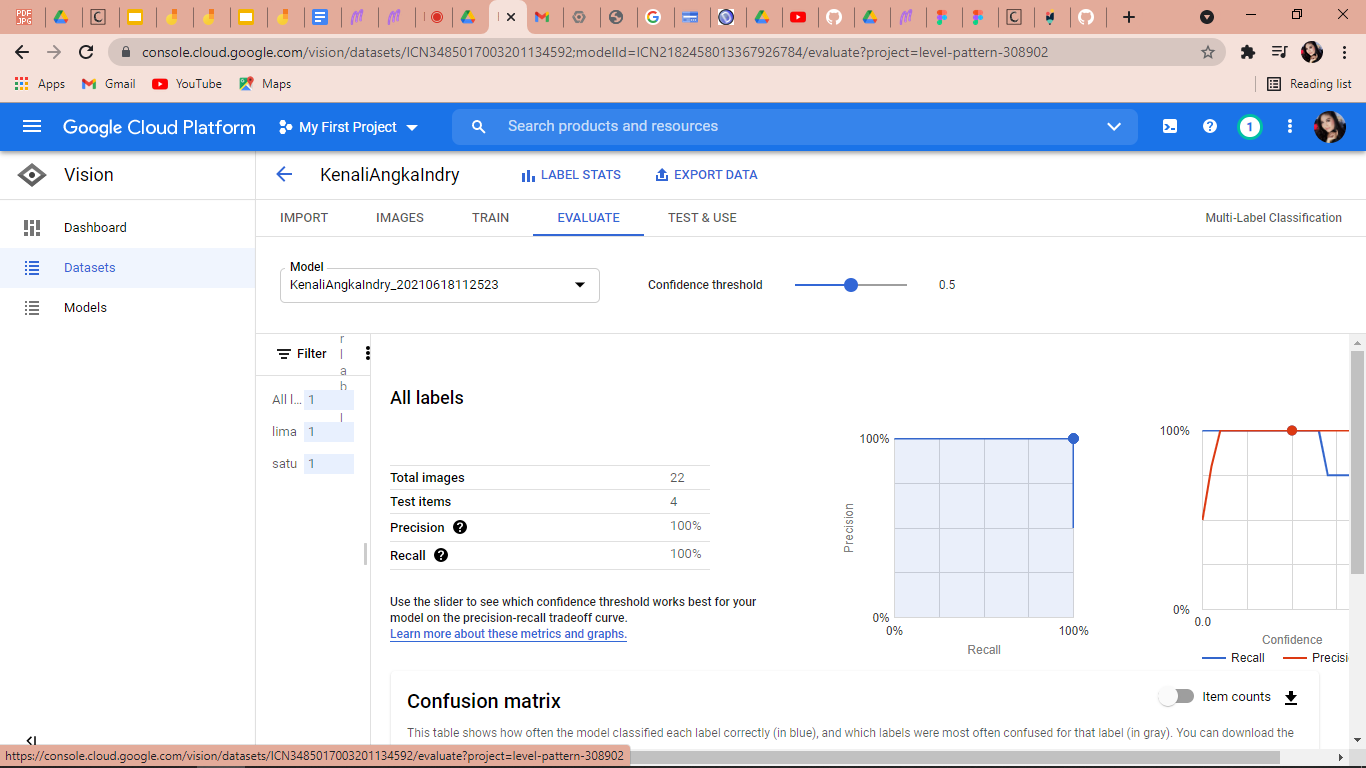 PDF
JPG
console.cloud.google.com/vision/datasets/ICN3485017003201134592;modelId=ICN2182458013367926784/evaluate?project=level-pattern-308902
Apps
Gmail
YouTube
Maps
Reading list
Google Cloud Platform
My First Project
Search products and resources
1
Vision
KenaliAngkaIndry
LABEL STATS
EXPORT DATA
Dashboard
Datasets
Models
IMPORT
IMAGES
TRAIN
EVALUATE
TEST & USE
Multi-Label Classification
Model
KenaliAngkaIndry_20210618112523
Confidence threshold
0.5
Filter
r
l
a
b
l
All l... 1
lima 1
satu 1
All labels
Total images 22
Test items 4
Precision 100%
Recall 100%
Use the slider to see which confidence threshold works best for your
model on the precision-recall tradeoff curve.
Learn more about these metrics and graphs.
100%
Precision
0%
0%
100%
Recall
100%
0%
0.0
Confidence
Recall
Precisi
Confusion matrix
Item counts
This table shows how often the model classified each label correctly (in blue), and which labels were most often confused for that label (in gray). You can download the
https://console.cloud.google.com/vision/datasets/ICN3485017003201134592/evaluate?project=level-pattern-308902